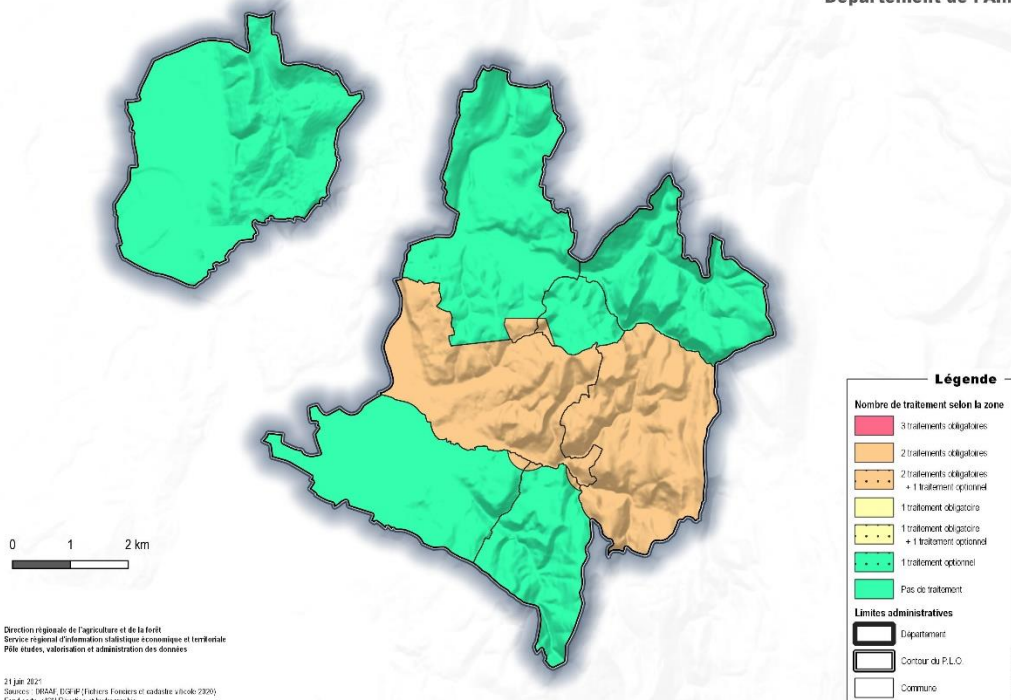 Département de l'Ain
Légende
Nombre de traitement selon la zone
3 traitements obligatoires
2 traitements obligatoires
2 traitements obligatoires
+ 1 traitement optionnel
1 traitement obligatoire
1 traitement obligatoire
+ 1 traitement optionnel
1 traitement optionnel
Pas de traitement
Limites administratives
Département
Contour du P.L.O.
Commune
0 1 2 km
Direction régionale de l'agriculture et de la forêt
Service régional d'information statistique économique et territoriale
Pôle études, valorisation et administration des données
21 juin 2021
Sources : DRAAF, DGFiP (Fichiers Fonciers et cadastre viticole 2020)